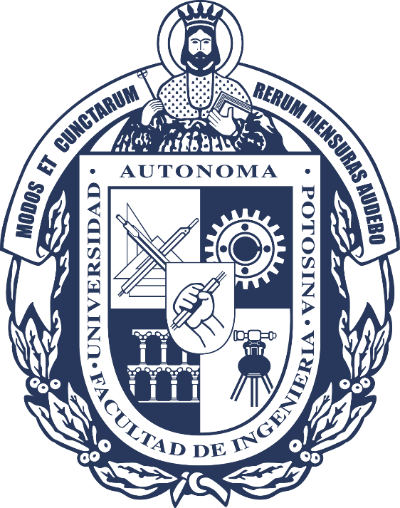 MODOS ET CUNCTARUM RERUM MENSURAS AUDEBO
UNIVERSIDAD · AUTONOMA · POTOSINA ·
FACULTAD DE INGENIERIA